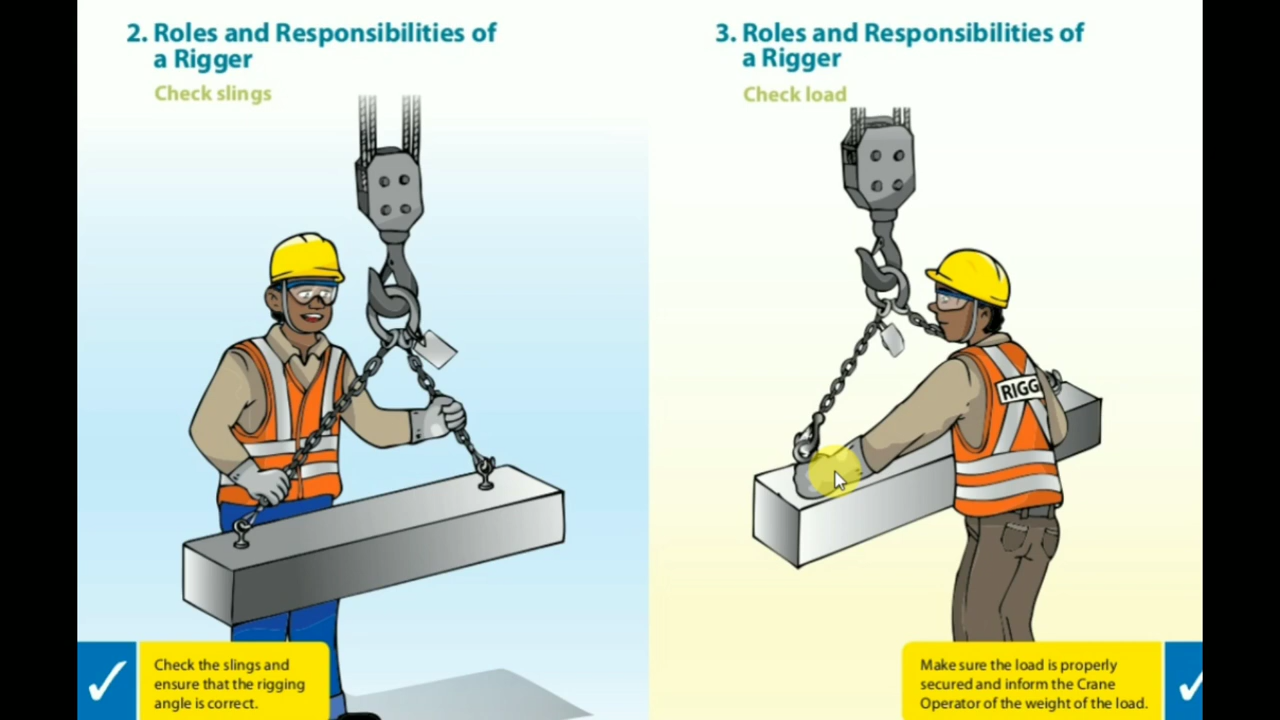 2. Roles and Responsibilities of
a Rigger
Check slings
Check the slings and
ensure that the rigging
angle is correct.
3. Roles and Responsibilities of
a Rigger
Check load
RIGG
Make sure the load is properly
secured and inform the Crane
Operator of the weight of the load.